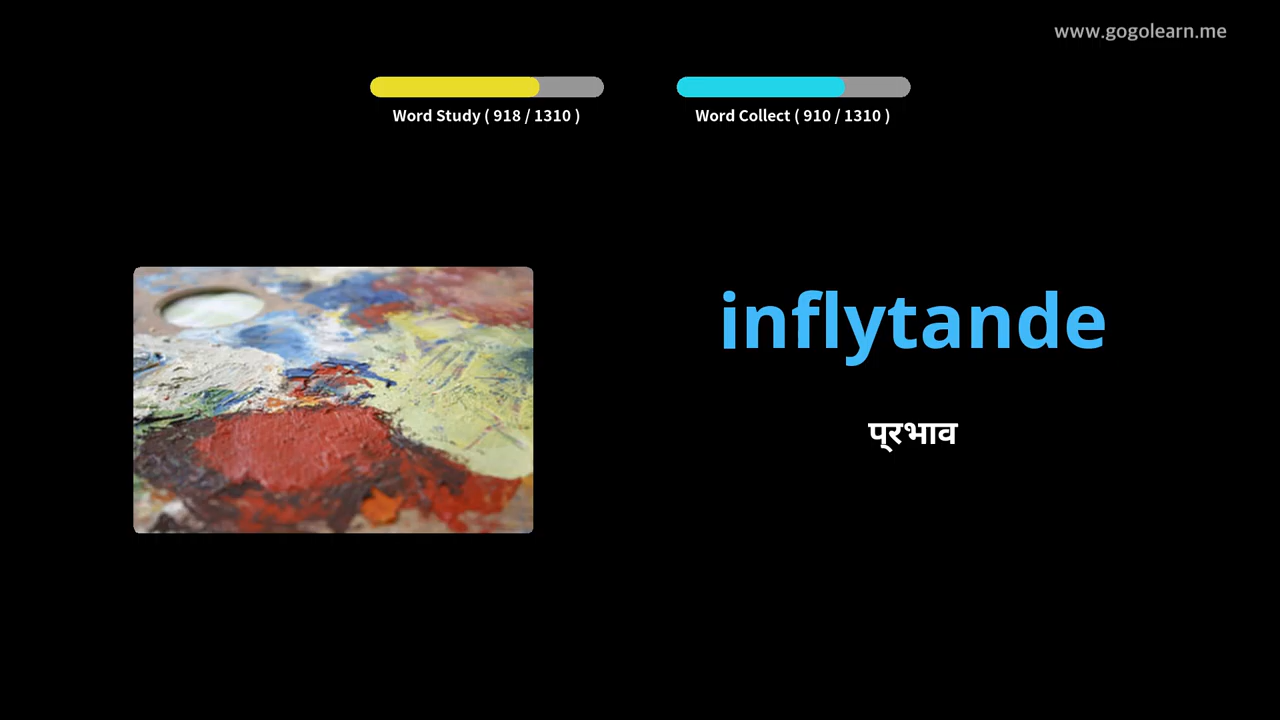 www.gogolearn.me
Word Study ( 918 / 1310 )
Word Collect ( 910 / 1310 )
inflytande
प्रभाव